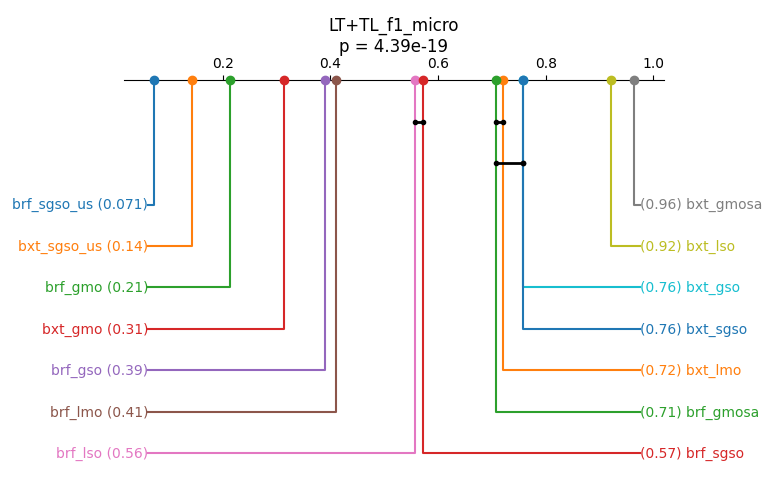 LT+TL_f1_micro
p = 4.39e-19
0.2 0.4 0.6 0.8 1.0
brf_sgso_us (0.071) (0.96) bxt_gmosa
bxt_sgso_us (0.14) (0.92) bxt_lso
brf_gmo (0.21) (0.76) bxt_gso
bxt_gmo (0.31) (0.76) bxt_sgso
brf_gso (0.39) (0.72) bxt_lmo
brf_lmo (0.41) (0.71) brf_gmosa
brf_lso (0.56) (0.57) brf_sgso